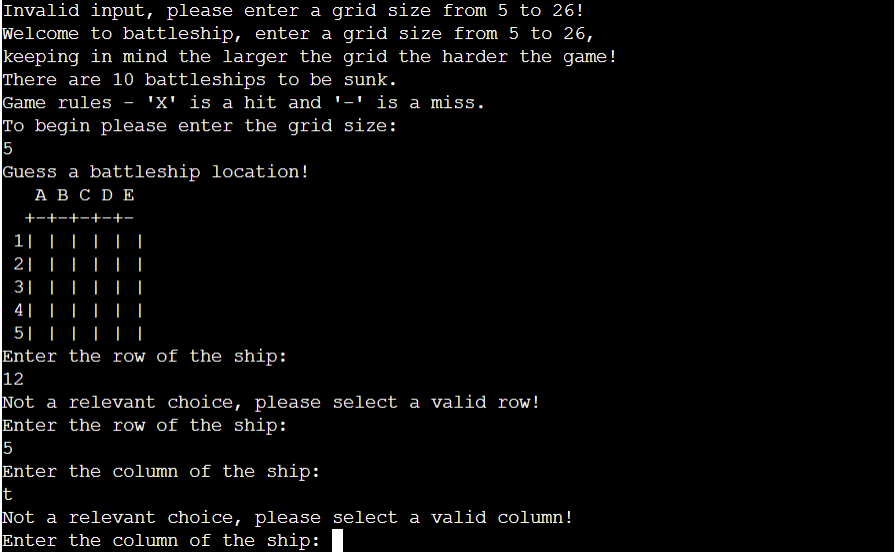 Invalid input, please enter a grid size from 5 to 26!
Welcome to battleship, enter a grid size from 5 to 26,
keeping in mind the larger the grid the harder the game!
There are 10 battleships to be sunk.
Game rules - 'X' is a hit and '-' is a miss.
To begin please enter the grid size:
5
Guess a battleship location!
   A B C D E
  +-+-+-+-+-
 1| | | | | |
 2| | | | | |
 3| | | | | |
 4| | | | | |
 5| | | | | |
Enter the row of the ship:
12
Not a relevant choice, please select a valid row!
Enter the row of the ship:
5
Enter the column of the ship:
t
Not a relevant choice, please select a valid column!
Enter the column of the ship: